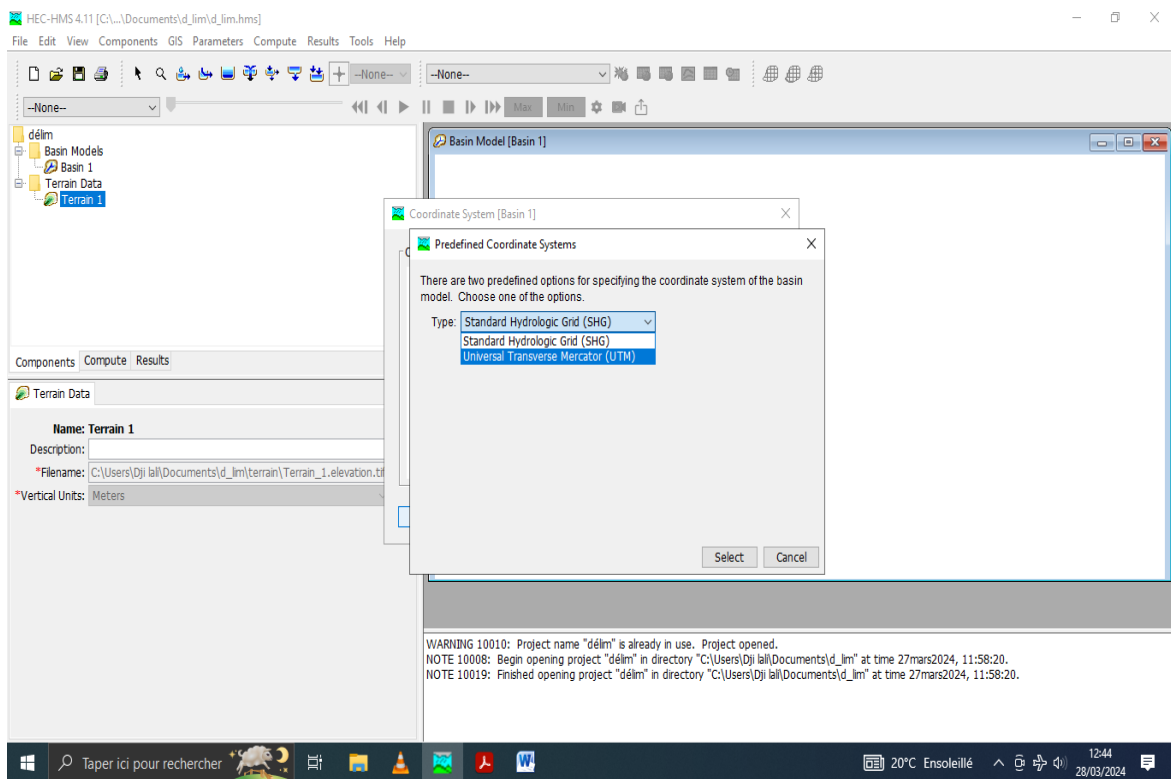 HEC-HMS 4.11 [C:\...\Documents\d_lim\d_lim.hms]
File Edit View Components GIS Parameters Compute Results Tools Help
--None--
--None--
--None--
Max
Min
délim
Basin Models
Basin 1
Terrain Data
Terrain 1
Components Compute Results
Terrain Data
Name: Terrain 1
Description:
*Filename: C:\Users\Dji lali\Documents\d_lim\terrain\Terrain_1.elevation.tif
*Vertical Units: Meters
Basin Model [Basin 1]
Coordinate System [Basin 1]
Predefined Coordinate Systems
There are two predefined options for specifying the coordinate system of the basin
model. Choose one of the options.
Type: Standard Hydrologic Grid (SHG)
Standard Hydrologic Grid (SHG)
Universal Transverse Mercator (UTM)
Select Cancel
WARNING 10010: Project name "délim" is already in use. Project opened.
NOTE 10008: Begin opening project "délim" in directory "C:\Users\Dji lali\Documents\d_lim" at time 27mars2024, 11:58:20.
NOTE 10019: Finished opening project "délim" in directory "C:\Users\Dji lali\Documents\d_lim" at time 27mars2024, 11:58:20.
Taper ici pour rechercher
20°C Ensoleillé
12:44
28/03/2024